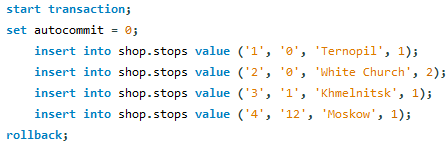 start transaction;
set autocommit = 0;
insert into shop.stops value ('1', '0', 'Ternopil', 1);
insert into shop.stops value ('2', '0', 'White Church', 2);
insert into shop.stops value ('3', '1', 'Khmelnitsk', 1);
insert into shop.stops value ('4', '12', 'Moskow', 1);
rollback;